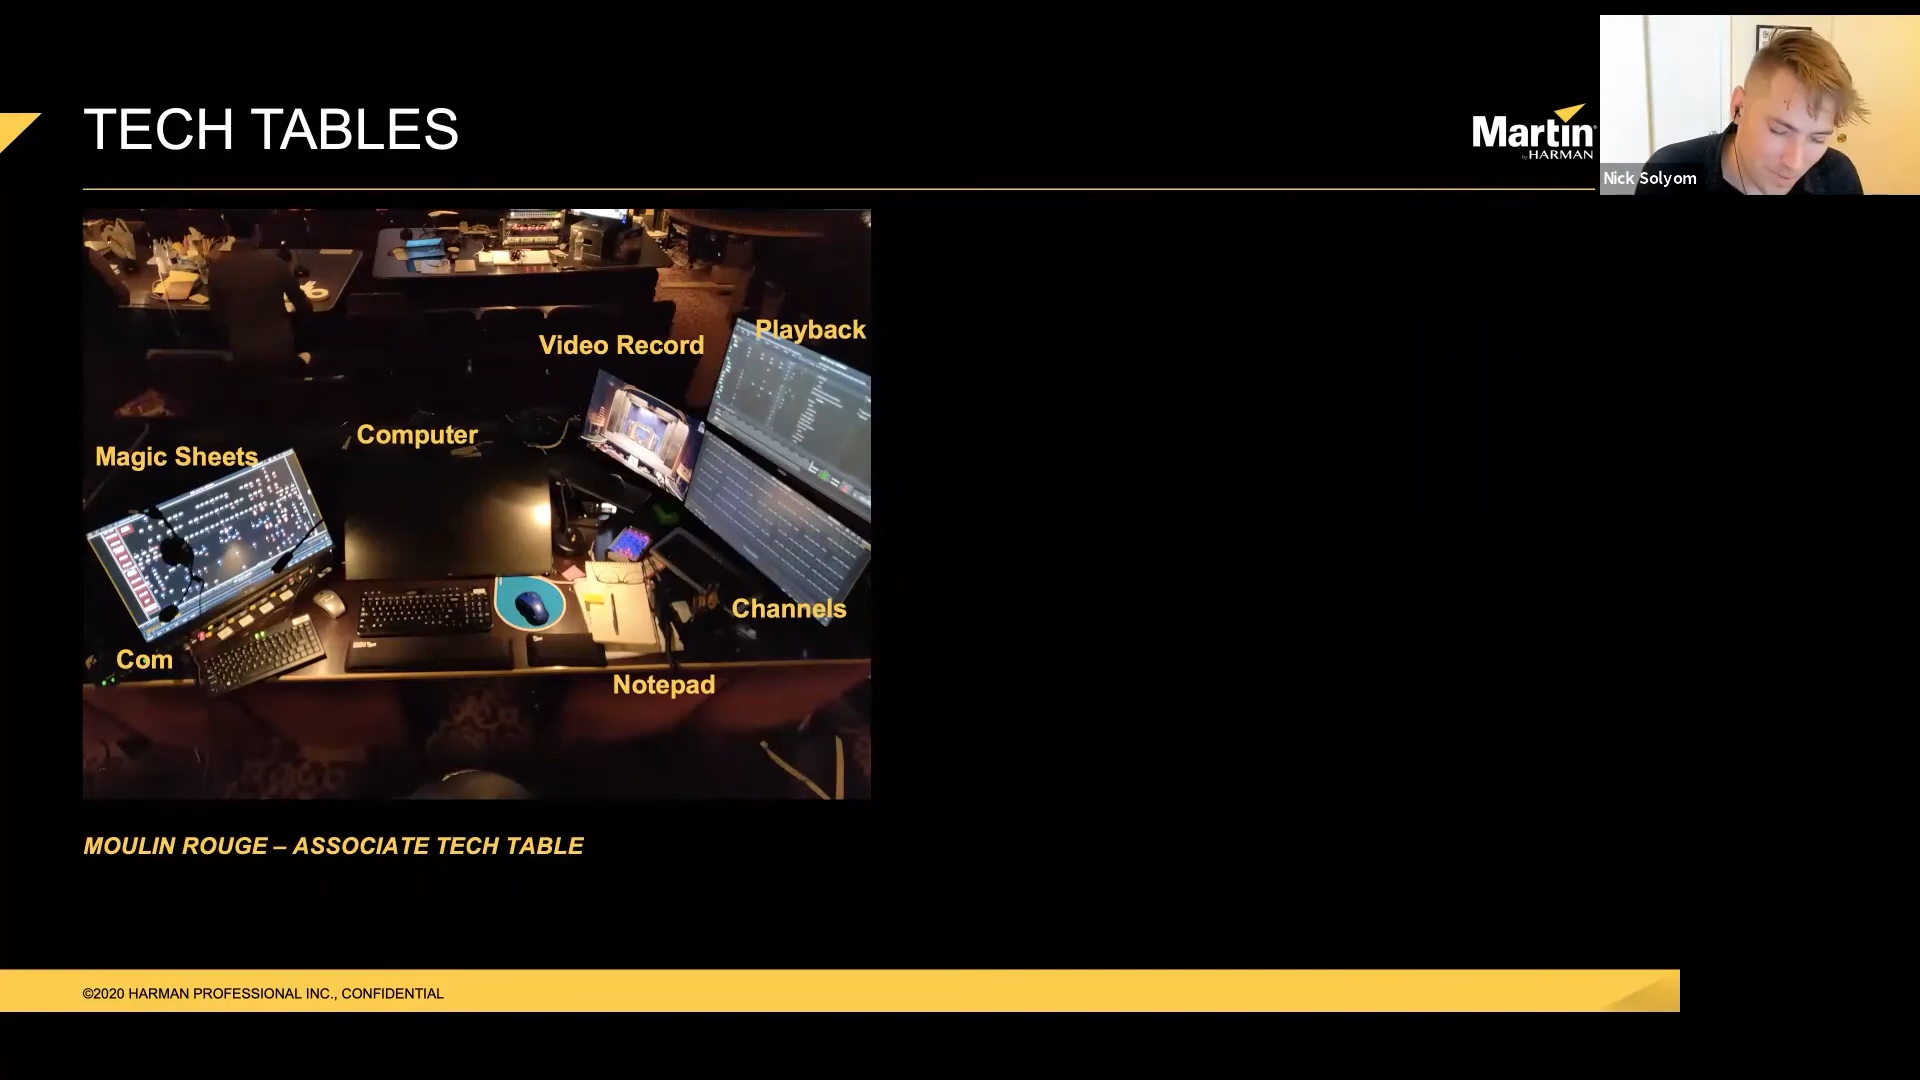 TECH TABLES
Martin
by HARMAN
Nick Solyom
Playback
Video Record
Computer
Magic Sheets
Channels
Com
Notepad
MOULIN ROUGE – ASSOCIATE TECH TABLE
©2020 HARMAN PROFESSIONAL INC., CONFIDENTIAL